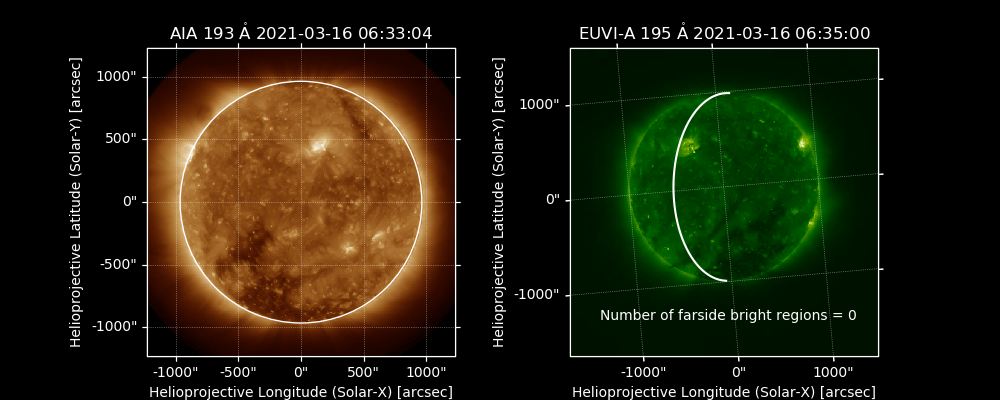 AIA 193 Å 2021-03-16 06:33:04
Helioprojective Latitude (Solar-Y) [arcsec]
1000"
500"
0"
-500"
-1000"
-1000" -500" 0" 500" 1000"
Helioprojective Longitude (Solar-X) [arcsec]
EUVI-A 195 Å 2021-03-16 06:35:00
Helioprojective Latitude (Solar-Y) [arcsec]
1000"
0"
-1000"
Number of farside bright regions = 0
-1000" 0" 1000"
Helioprojective Longitude (Solar-X) [arcsec]